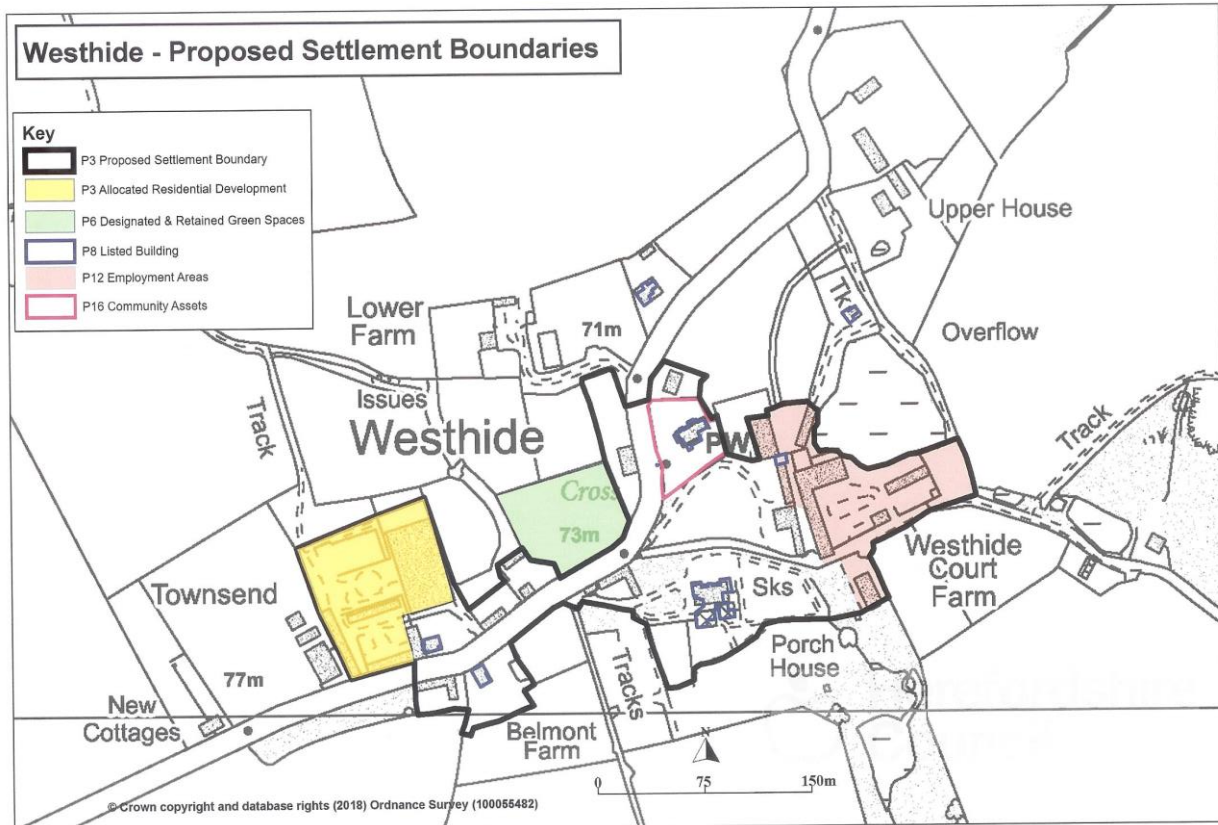 Westhide - Proposed Settlement Boundaries
Key
P3 Proposed Settlement Boundary
P3 Allocated Residential Development
P6 Designated & Retained Green Spaces
P8 Listed Building
P12 Employment Areas
P16 Community Assets
Upper House
Lower
Farm
71m
Tk
Overflow
Track
Issues
Westhide
PW
Track
Cross
73m
Townsend
Sks
Westhide
Court
Farm
Porch
House
77m
Tracks
New
Cottages
Belmont
Farm
N
0 75 150m
© Crown copyright and database rights (2018) Ordnance Survey (100055482)